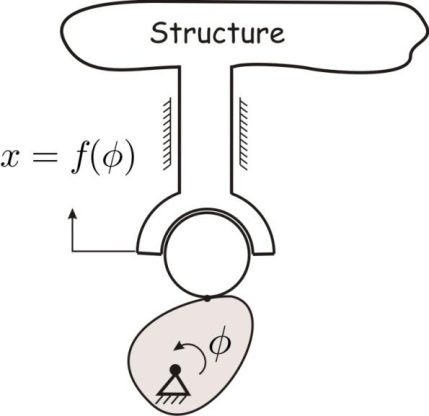 Structure
x = f(ϕ)
ϕ